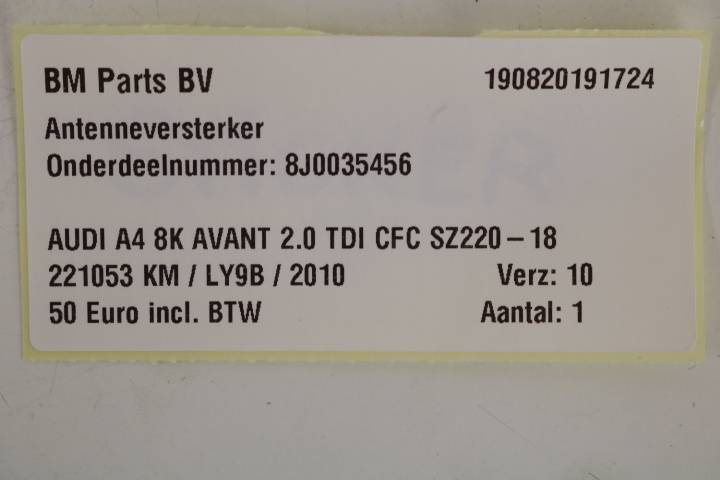 BM Parts BV 190820191724
Antenneversterker
Onderdeelnummer: 8J0035456
AUDI A4 8K AVANT 2.0 TDI CFC SZ220-18
221053 KM / LY9B / 2010 Verz: 10
50 Euro incl. BTW Aantal: 1